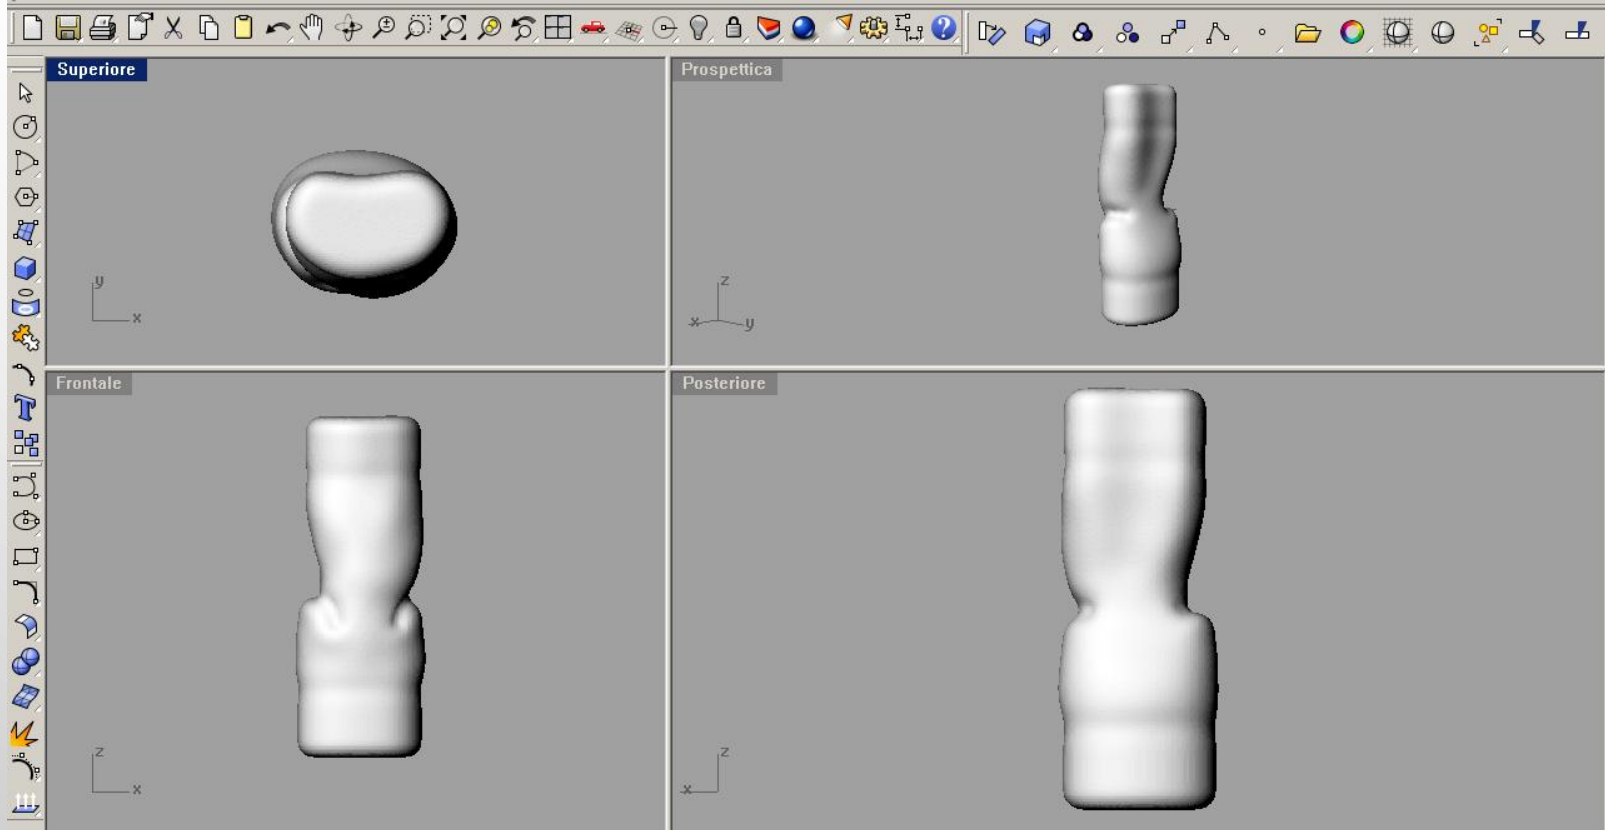 Superiore
Prospettica
y
x
z
x
y
Frontale
Posteriore
z
x
z
x